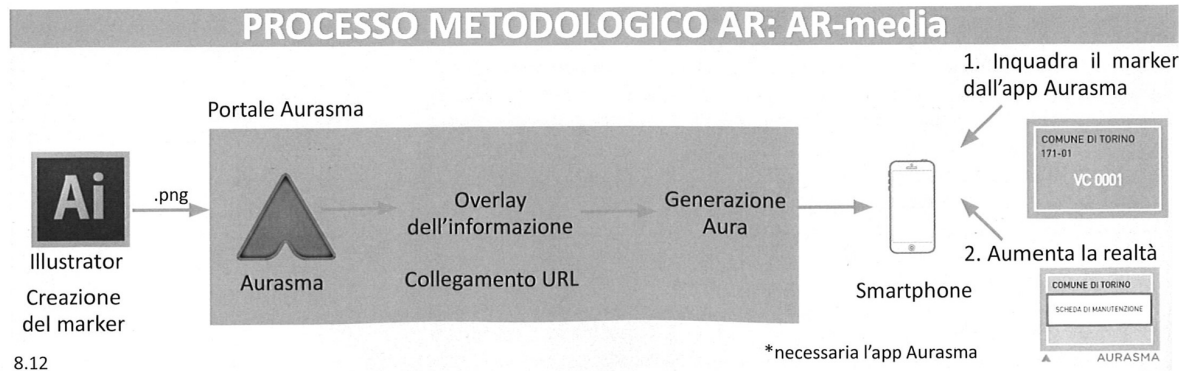 PROCESSO METODOLOGICO AR: AR-media
Portale Aurasma
Ai
.png
Illustrator
Creazione
del marker
Aurasma
Overlay
dell'informazione
Collegamento URL
Generazione
Aura
Smartphone
1. Inquadra il marker
dall'app Aurasma
COMUNE DI TORINO
171-01
VC 0001
2. Aumenta la realtà
COMUNE DI TORINO
SCHEDA DI MANUTENZIONE
AURASMA
*necessaria l'app Aurasma
8.12